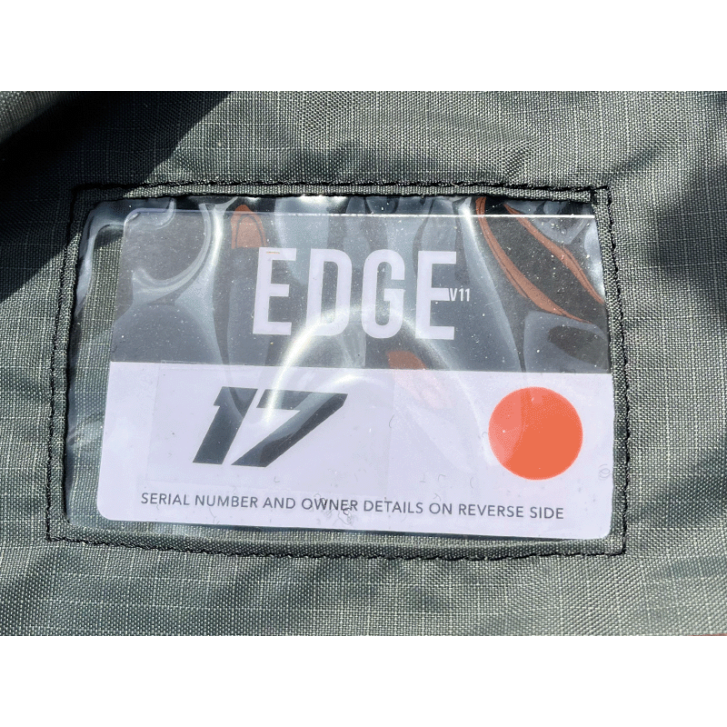 EDGE V11
17
SERIAL NUMBER AND OWNER DETAILS ON REVERSE SIDE